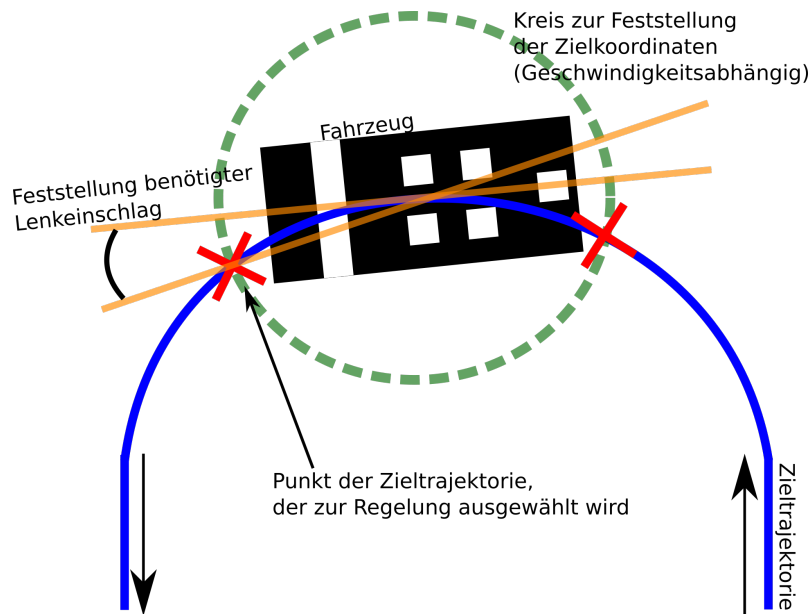 Kreis zur Feststellung
der Zielkoordinaten
(Geschwindigkeitsabhängig)
Fahrzeug
Feststellung benötigter
Lenkeinschlag
Punkt der Zieltrajektorie,
der zur Regelung ausgewählt wird
Zieltrajektorie